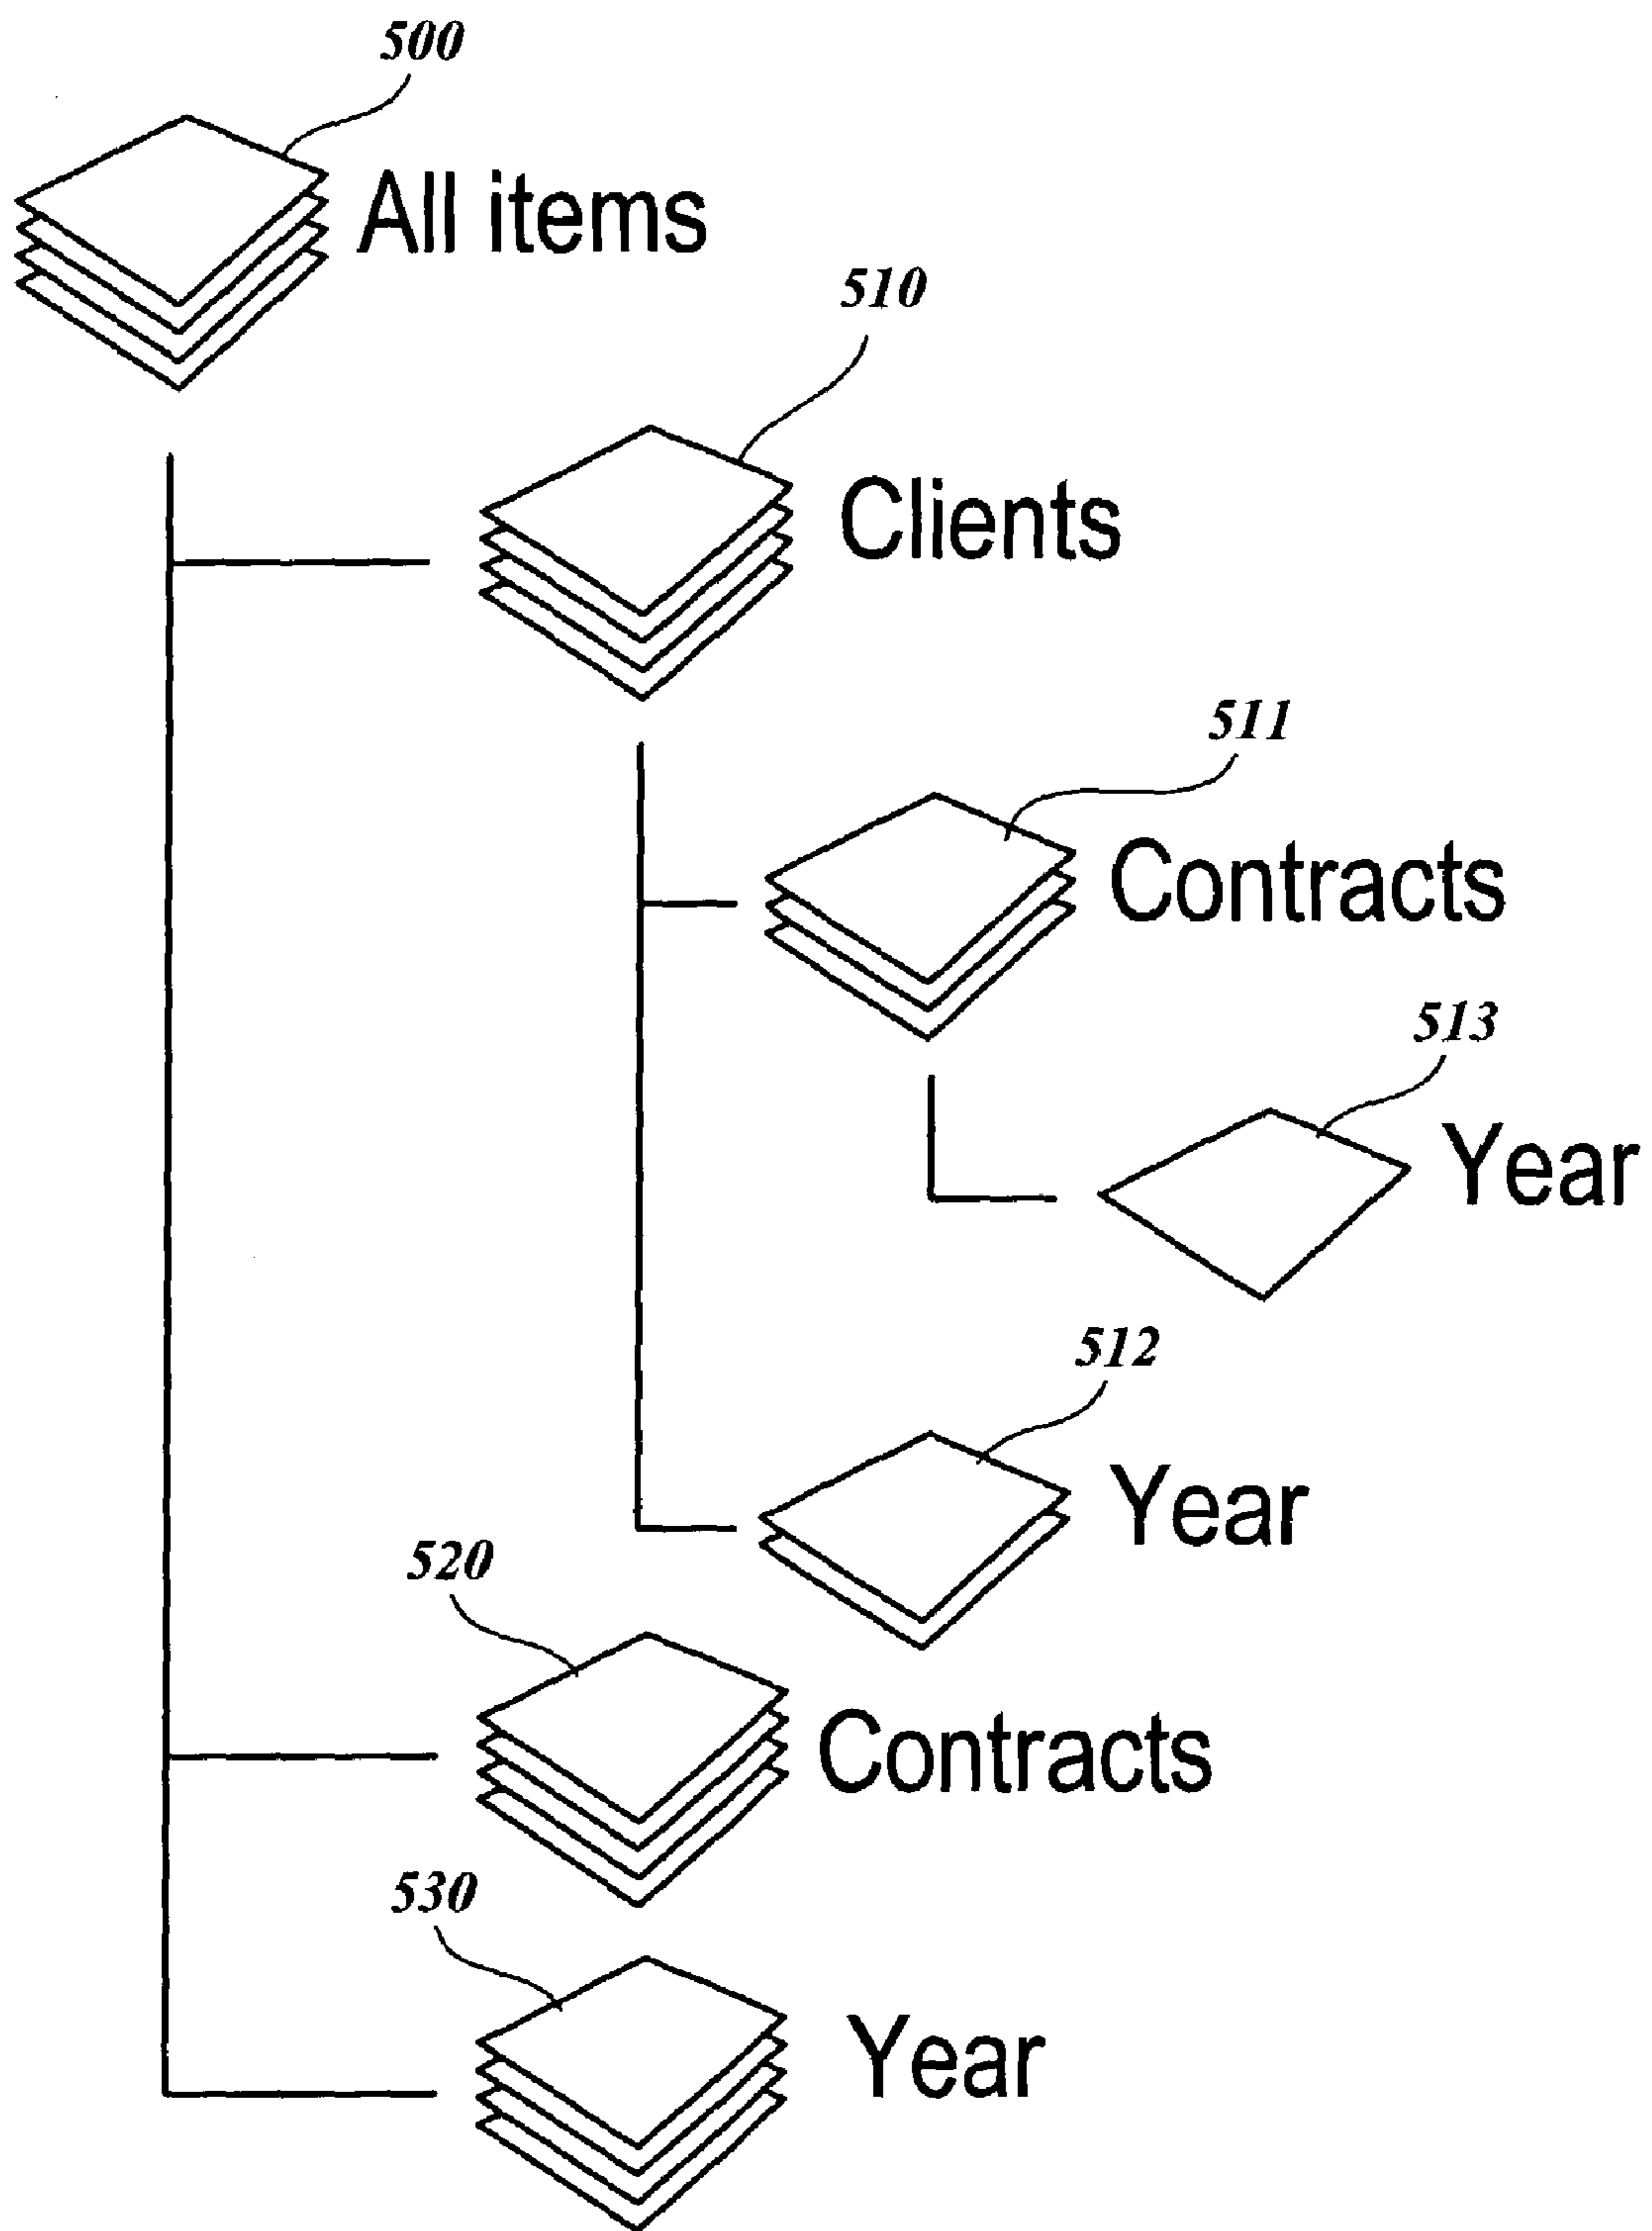 500
All items
510
Clients
511
Contracts
513
Year
512
Year
520
Contracts
530
Year